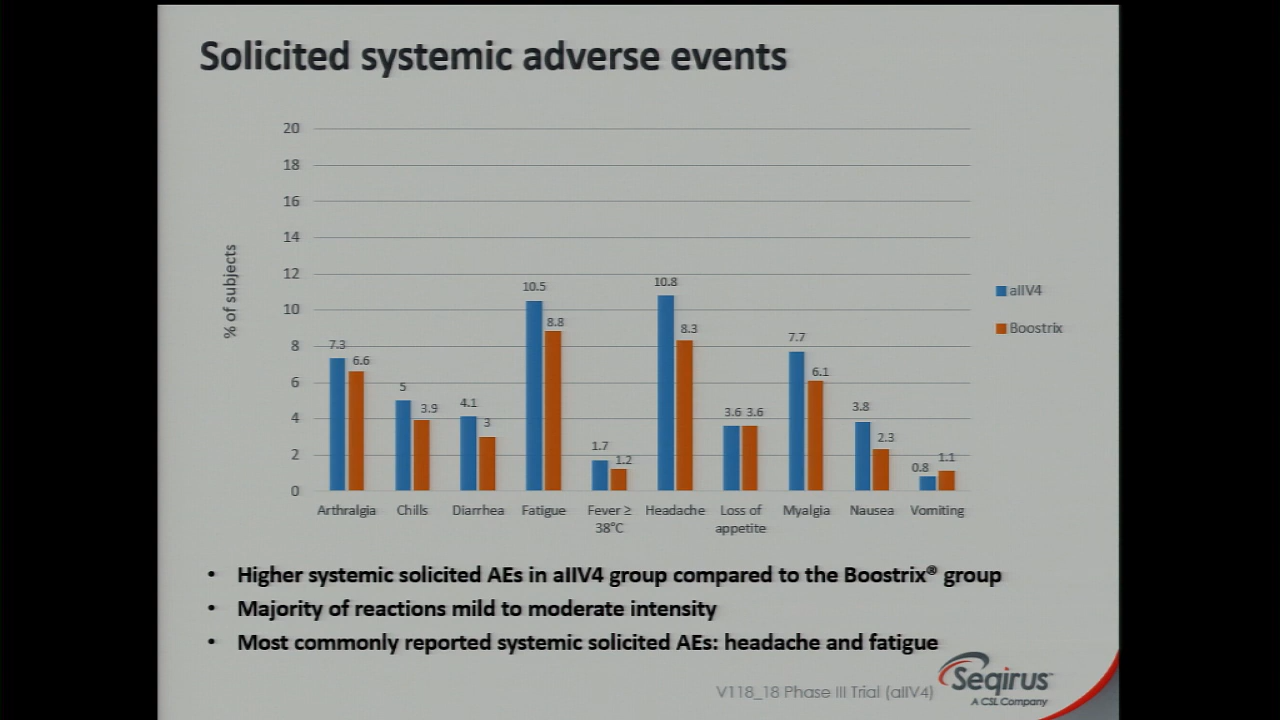 Solicited systemic adverse events
20
18
16
14
12
10
8
6
4
2
0
% of subjects
7.3 6.6
5 3.9
4.1 3
10.5 8.8
1.7 1.2
10.8 8.3
3.6 3.6
7.7 6.1
3.8 2.3
0.8 1.1
Arthralgia Chills Diarrhea Fatigue Fever ≥ Headache Loss of Myalgia Nausea Vomiting
38°C appetite
aIIV4
Boostrix
• Higher systemic solicited AEs in aIIV4 group compared to the Boostrix® group
• Majority of reactions mild to moderate intensity
• Most commonly reported systemic solicited AEs: headache and fatigue
V118_18 Phase III Trial (aIIV4)
Seqirus™
A CSL Company